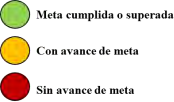 Meta cumplida o superada
Con avance de meta
Sin avance de meta